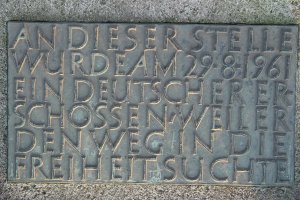 AN DIESER STELLE
WURDE AM 29.8.1961
EIN DEUTSCHER ER
SCHOSSEN WEIL ER
DEN WEG IN DIE
FREIHEIT SUCHTE